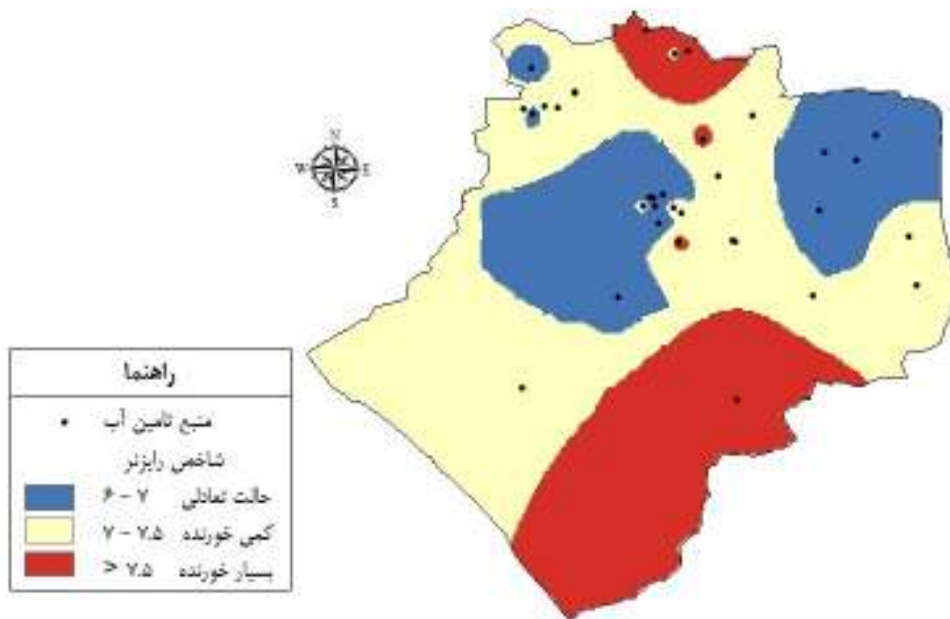 N
W E
S
راهنما
منبع تامین آب
شاخص رایزنر
حالت تعادلی ۷ – ۶
کمی خورنده ۷.۵ – ۷
بسیار خورنده ۷.۵ <